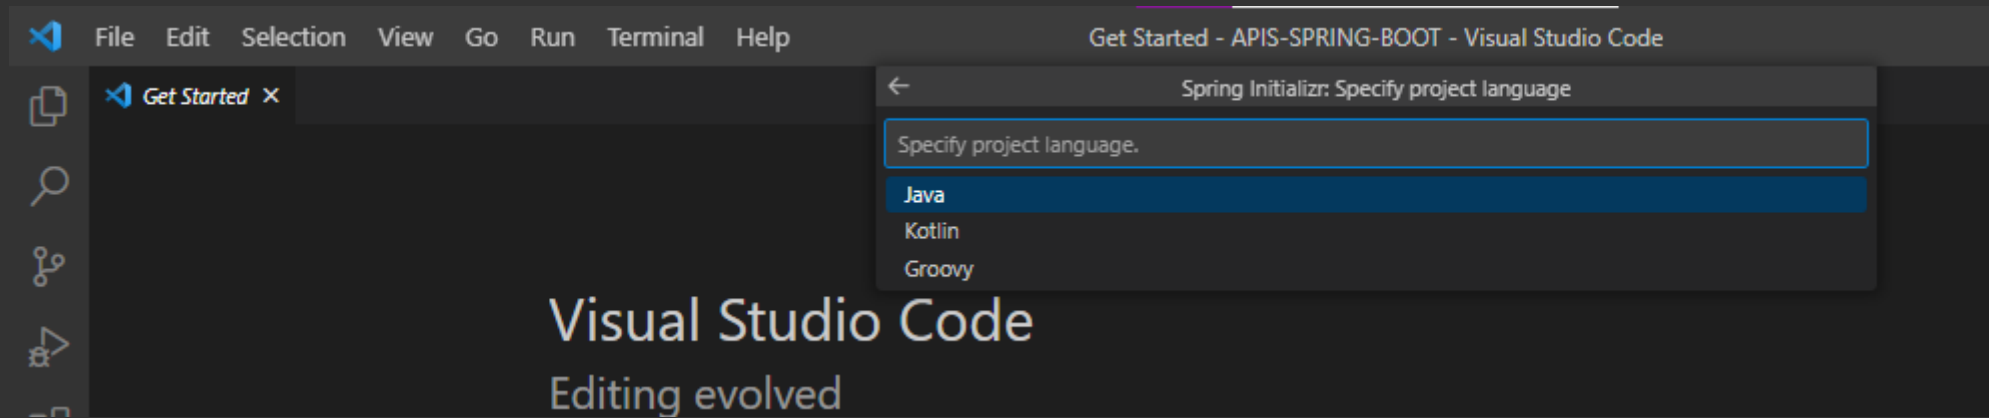 File Edit Selection View Go Run Terminal Help
Get Started - APIS-SPRING-BOOT - Visual Studio Code
Get Started
Spring Initializr: Specify project language
Specify project language.
Java
Kotlin
Groovy
Visual Studio Code
Editing evolved